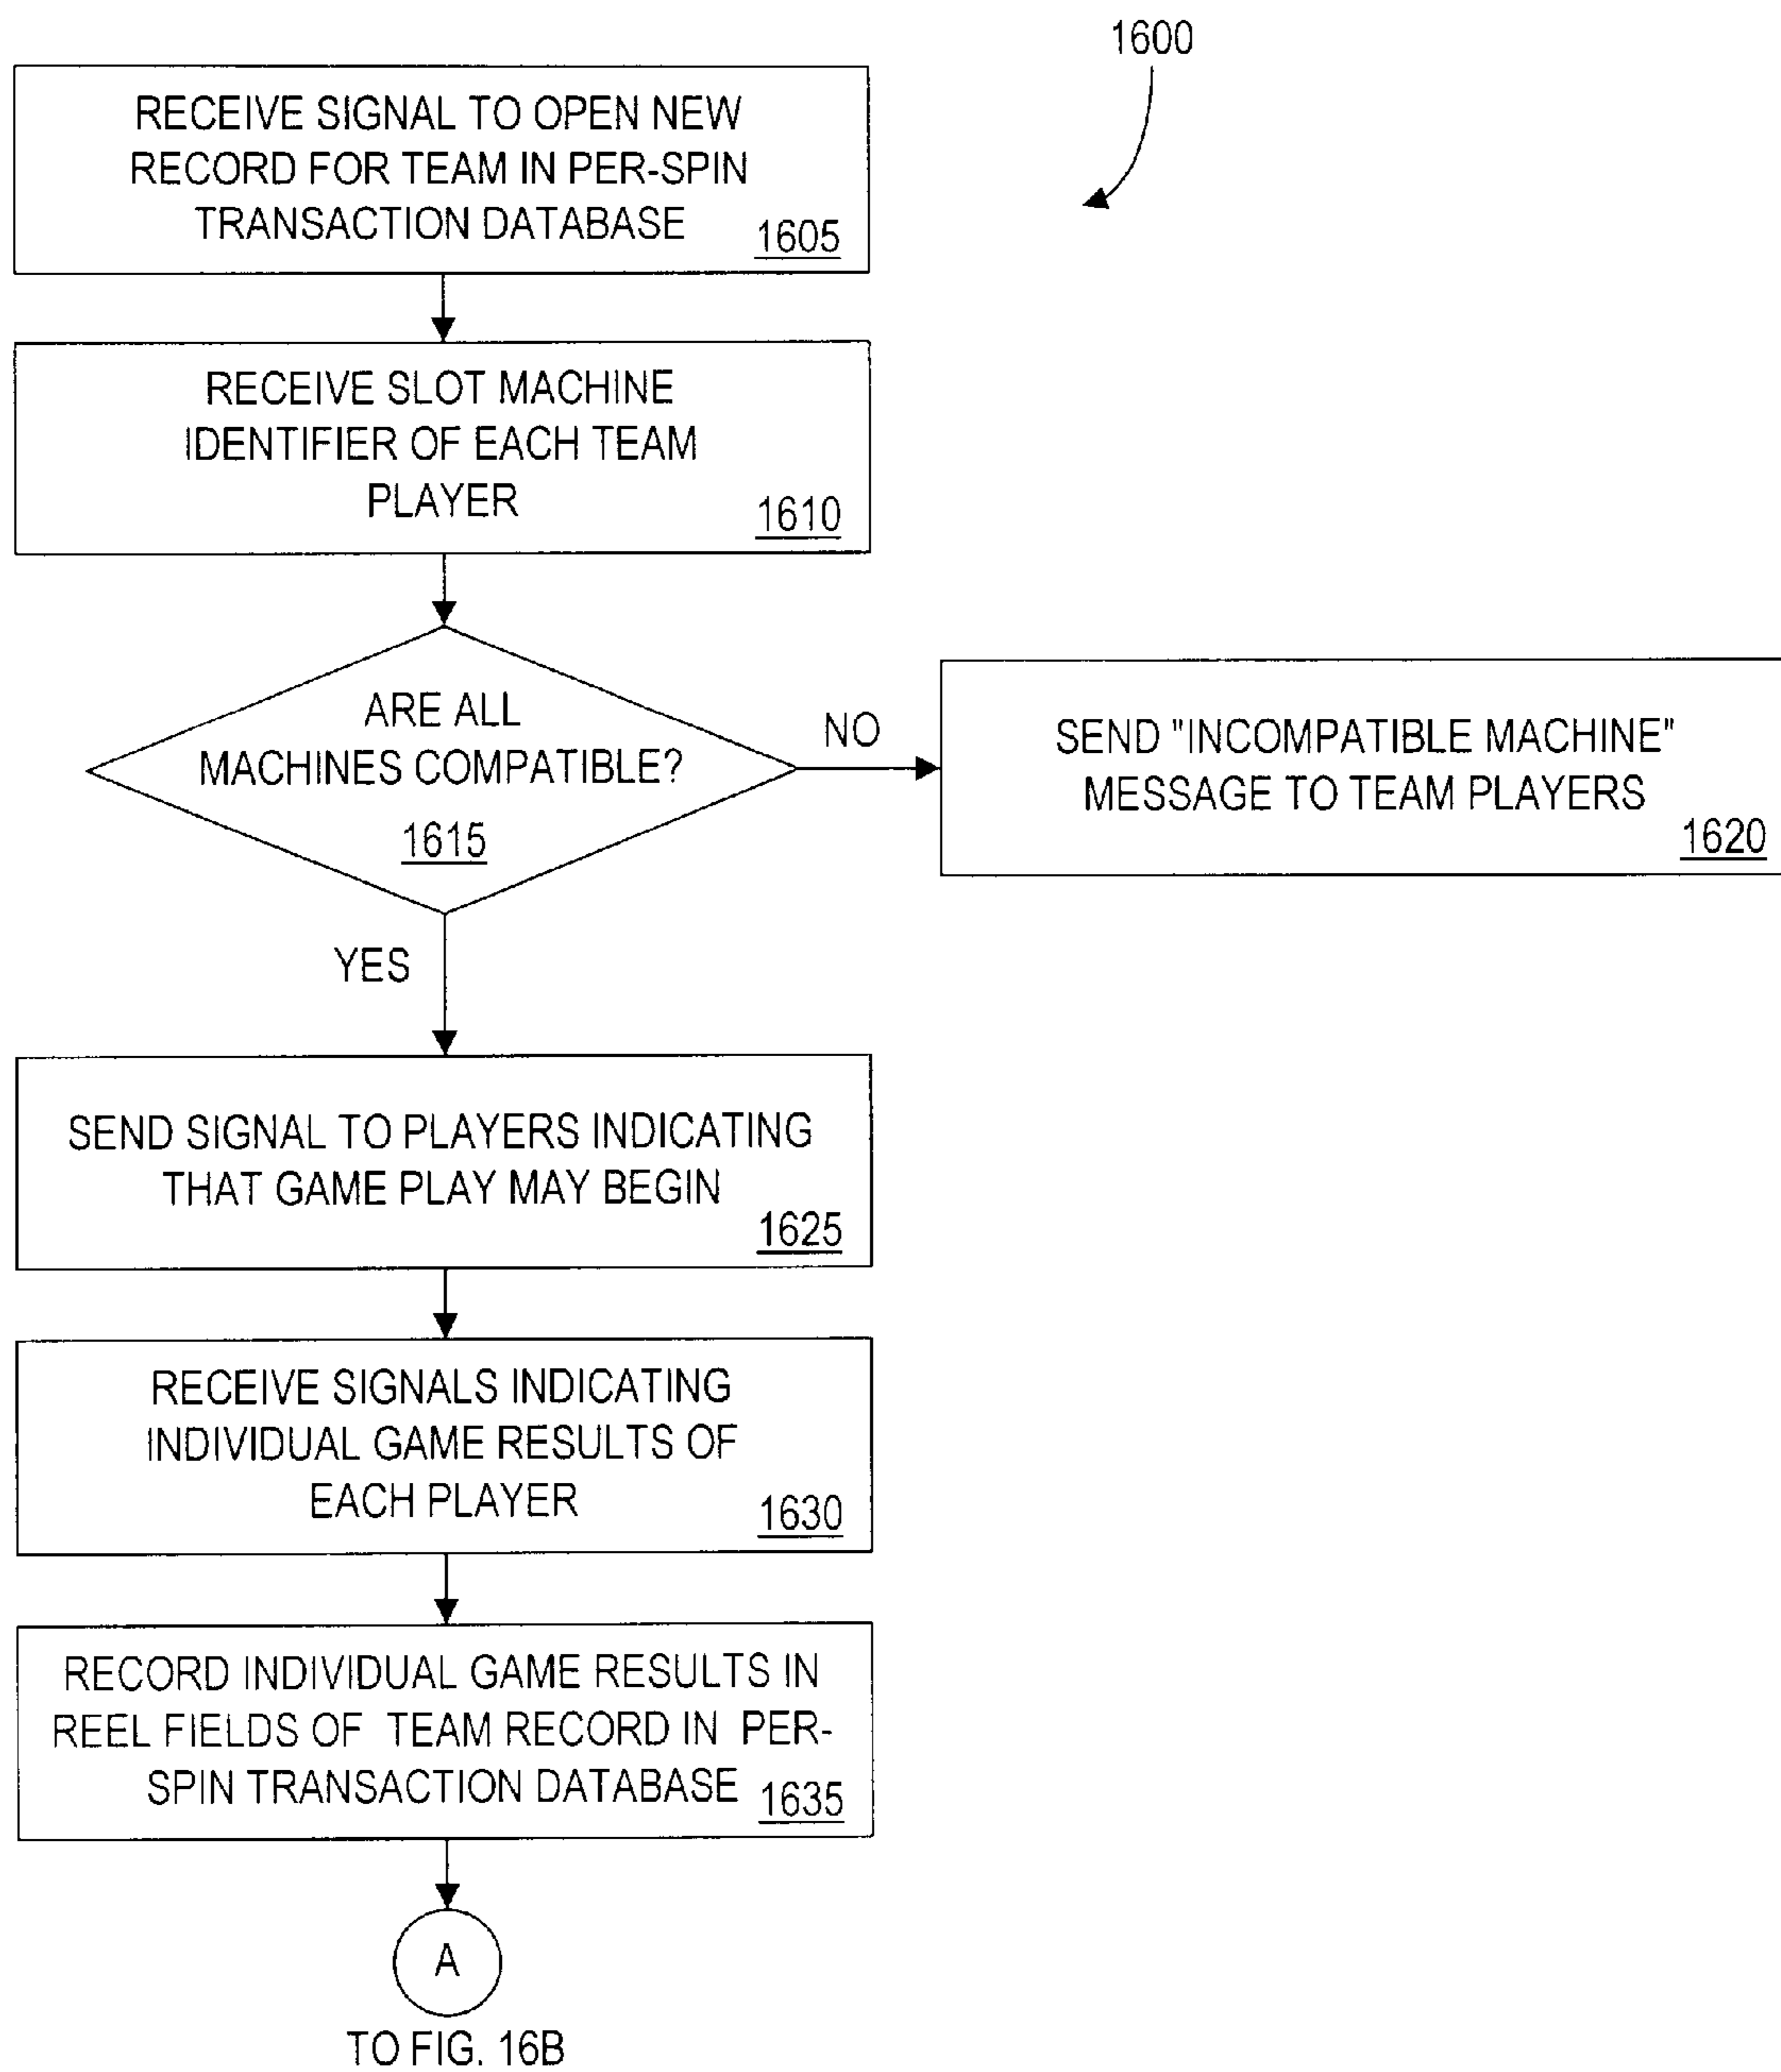 1600
RECEIVE SIGNAL TO OPEN NEW
RECORD FOR TEAM IN PER-SPIN
TRANSACTION DATABASE
1605
RECEIVE SLOT MACHINE
IDENTIFIER OF EACH TEAM
PLAYER
1610
ARE ALL
MACHINES COMPATIBLE?
1615
NO
SEND "INCOMPATIBLE MACHINE"
MESSAGE TO TEAM PLAYERS
1620
YES
SEND SIGNAL TO PLAYERS INDICATING
THAT GAME PLAY MAY BEGIN
1625
RECEIVE SIGNALS INDICATING
INDIVIDUAL GAME RESULTS OF
EACH PLAYER
1630
RECORD INDIVIDUAL GAME RESULTS IN
REEL FIELDS OF TEAM RECORD IN PER-
SPIN TRANSACTION DATABASE
1635
A
TO FIG. 16B